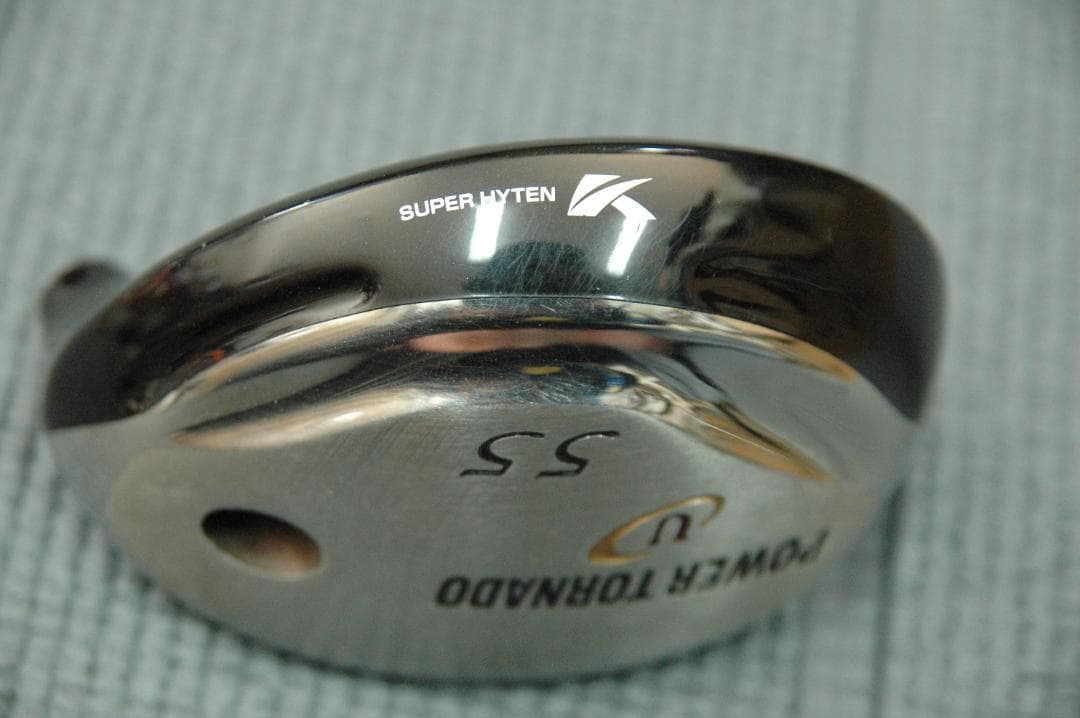 SUPER HYTEN K
55
U
POWER TORNADO